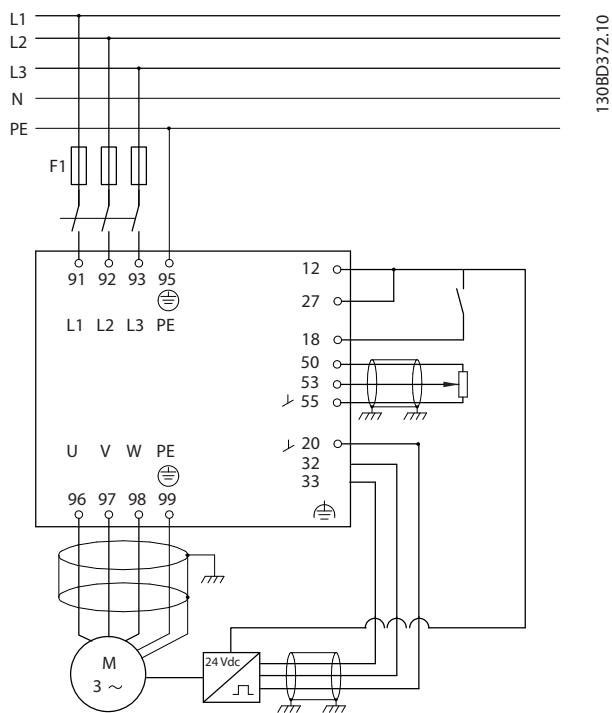 L1
L2
L3
N
PE
130BD372.10
F1
91 92 93 95
L1 L2 L3 PE
12
27
18
50
53
55
20
32
33
U V W PE
96 97 98 99
M
3 ~
24 Vdc